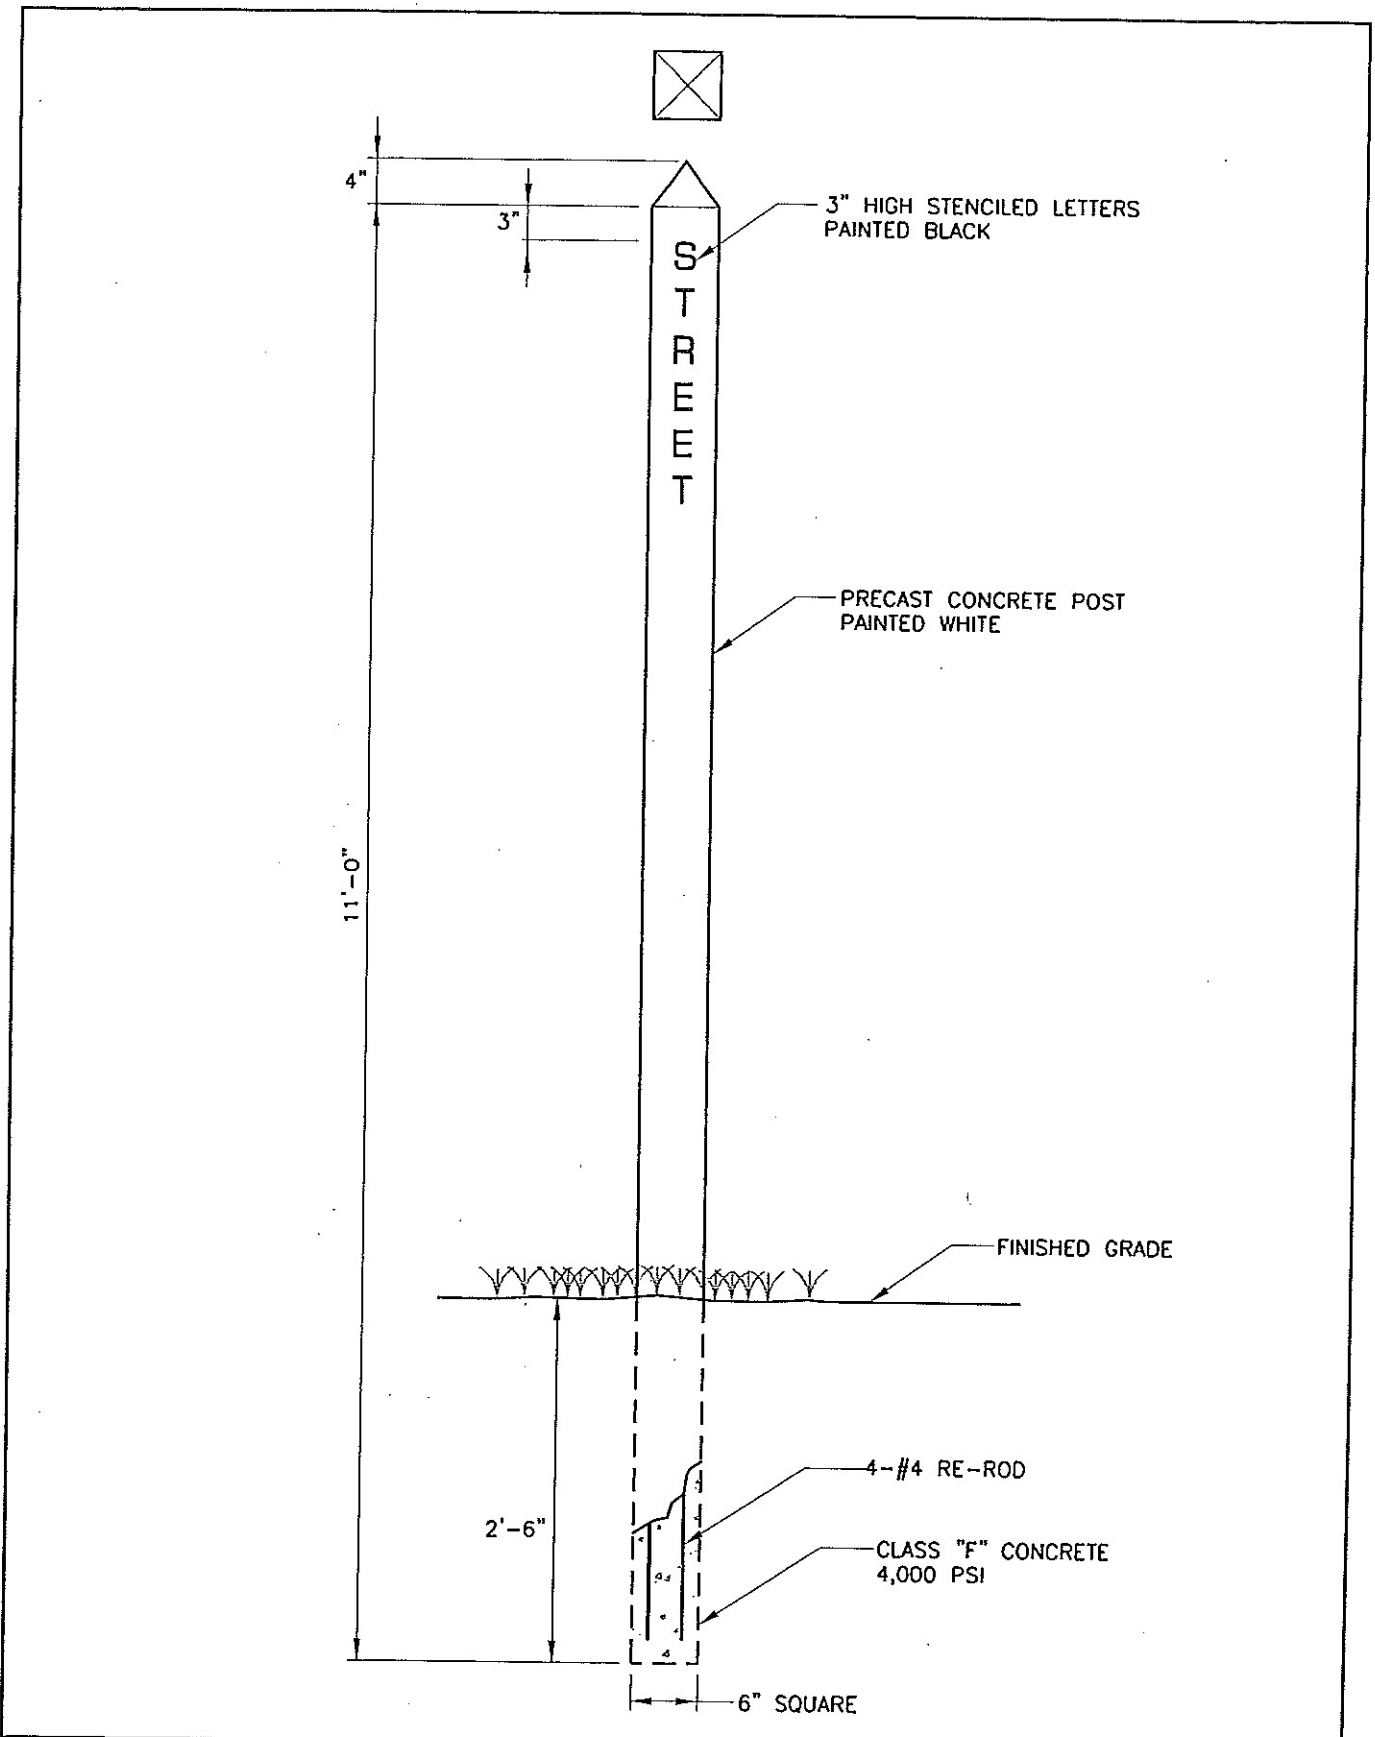 4"
3"
3" HIGH STENCILED LETTERS
PAINTED BLACK
S
T
R
E
E
T
PRECAST CONCRETE POST
PAINTED WHITE
11'-0"
FINISHED GRADE
4-#4 RE-ROD
2'-6"
CLASS "F" CONCRETE
4,000 PSI
6" SQUARE